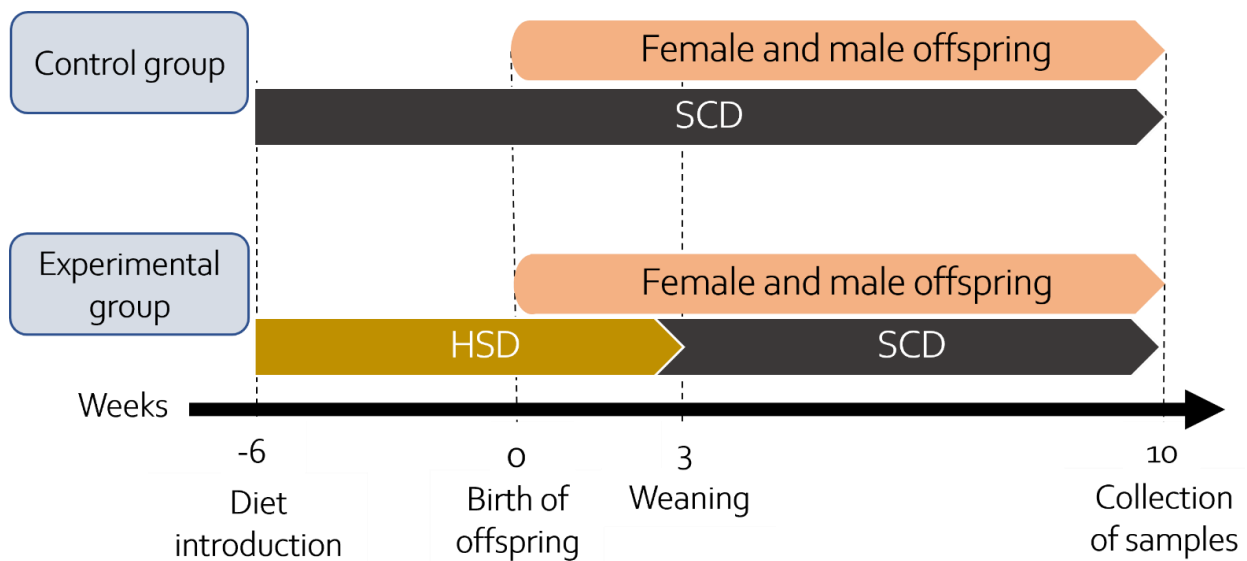 Control group
Female and male offspring
SCD
Experimental
group
Female and male offspring
HSD
SCD
Weeks
-6
0
3
10
Diet
introduction
Birth of
offspring
Weaning
Collection
of samples